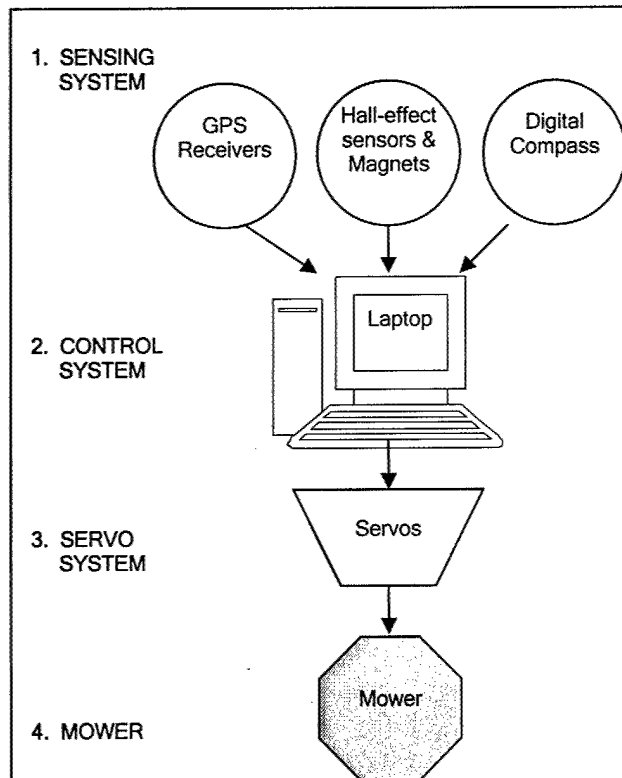 1. SENSING
SYSTEM
GPS
Receivers
Hall-effect
sensors &
Magnets
Digital
Compass
Laptop
2. CONTROL
SYSTEM
Servos
3. SERVO
SYSTEM
Mower
4. MOWER